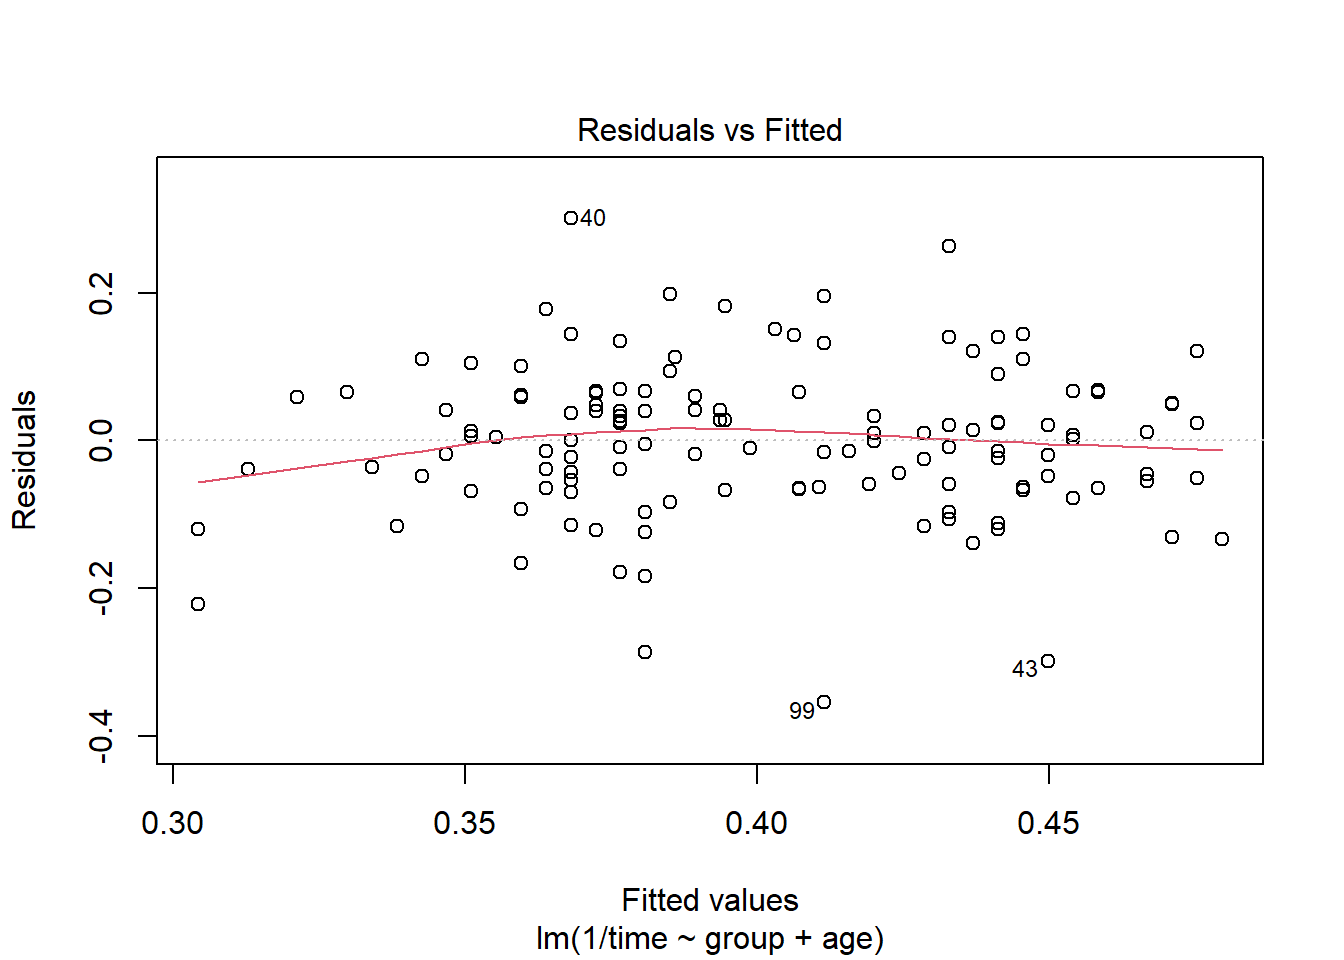 Residuals vs Fitted
Residuals
0.2
0.0
-0.2
-0.4
40
43
99
0.30 0.35 0.40 0.45
Fitted values
lm(1/time ~ group + age)